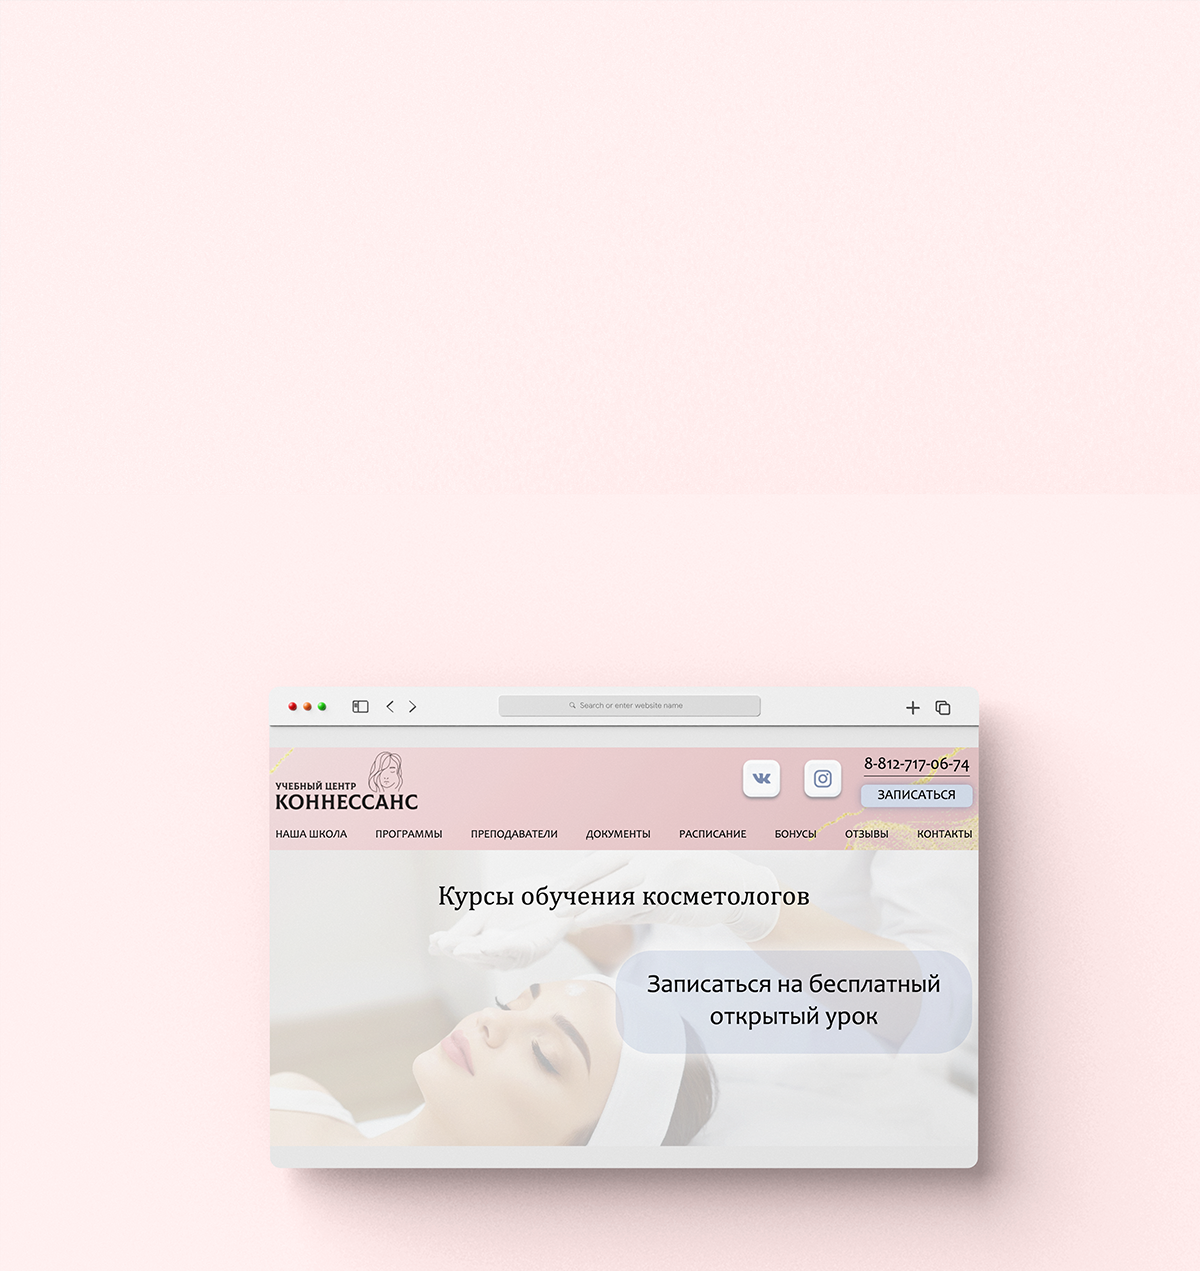 Search or enter website name
УЧЕБНЫЙ ЦЕНТР
КОННЕССАНС
8-812-717-06-74
ЗАПИСАТЬСЯ
НАША ШКОЛА ПРОГРАММЫ ПРЕПОДАВАТЕЛИ ДОКУМЕНТЫ РАСПИСАНИЕ БОНУСЫ ОТЗЫВЫ КОНТАКТЫ
Курсы обучения косметологов
Записаться на бесплатный
открытый урок